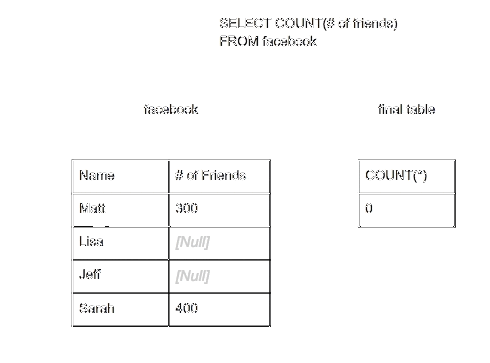 SELECT COUNT(# of friends)
FROM facebook
facebook
final table
Name # of Friends
Matt 300
Lisa [Null]
Jeff [Null]
Sarah 400
COUNT(*)
0